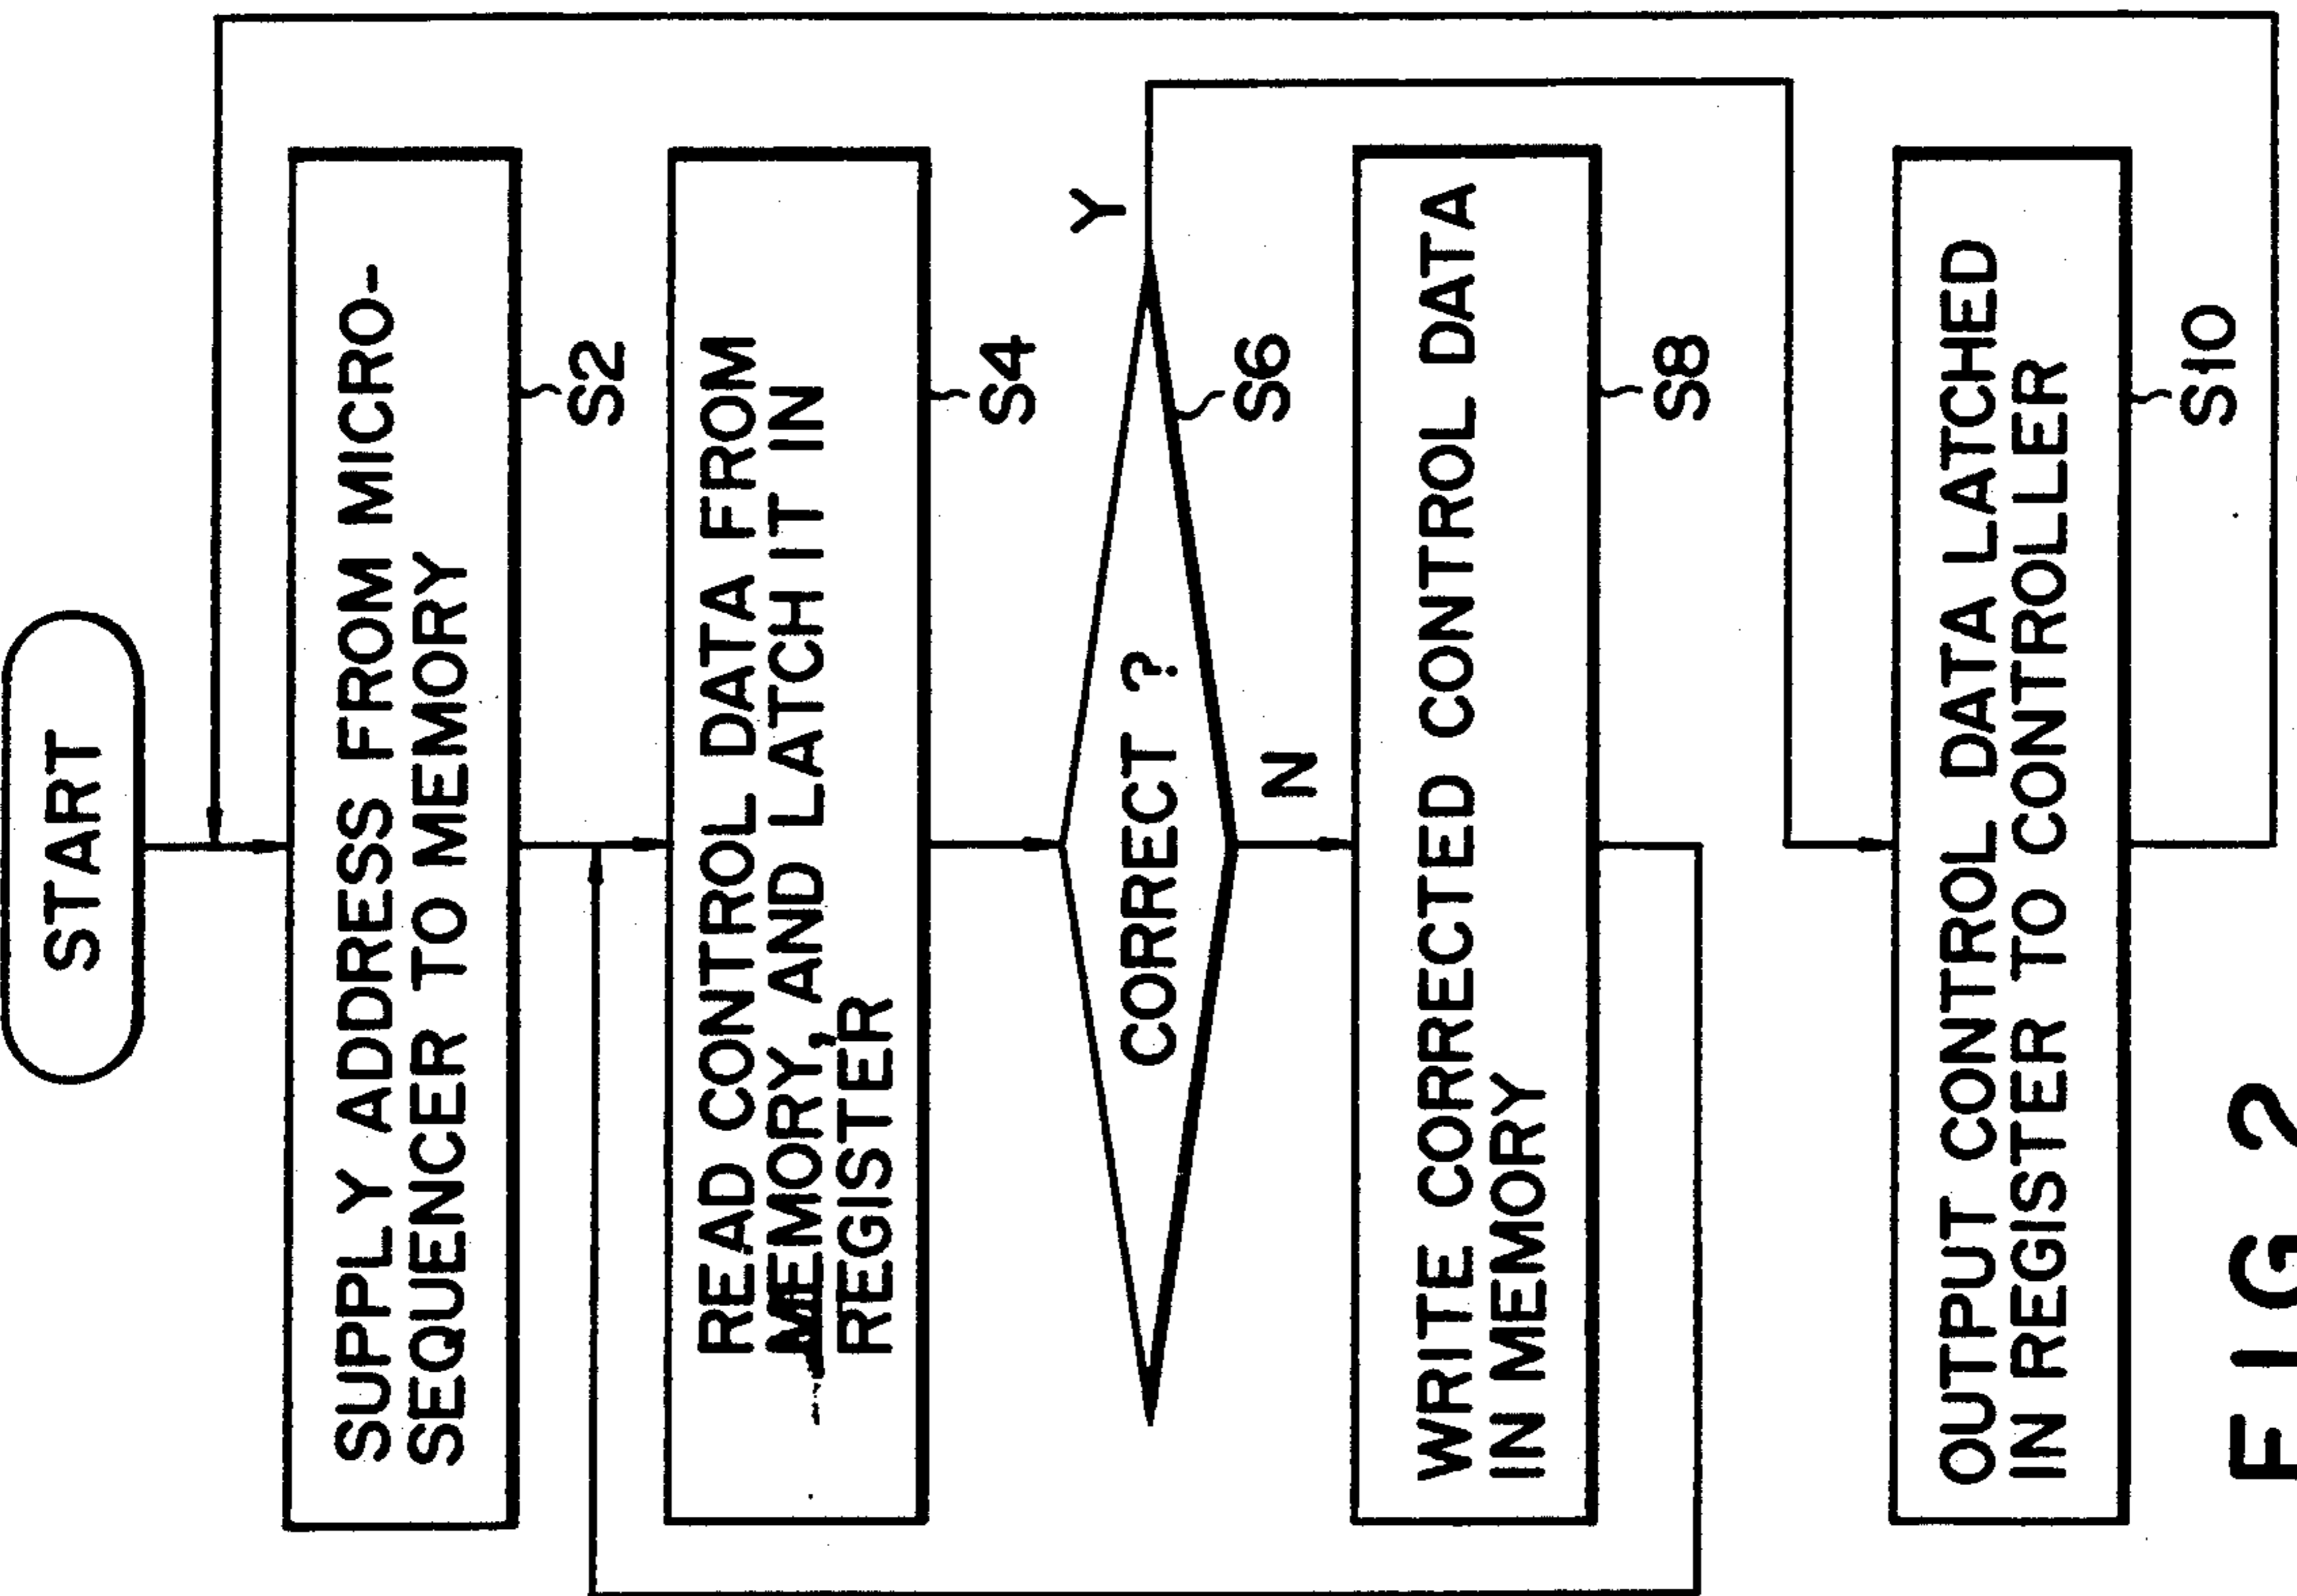 START
SUPPLY ADDRESS FROM MICRO-
SEQUENCER TO MEMORY
S2
READ CONTROL DATA FROM
MEMORY, AND LATCH IT IN
REGISTER
S4
CORRECT ?
Y
S6
N
WRITE CORRECTED CONTROL DATA
IN MEMORY
S8
OUTPUT CONTROL DATA LATCHED
IN REGISTER TO CONTROLLER
S10
FIG 2